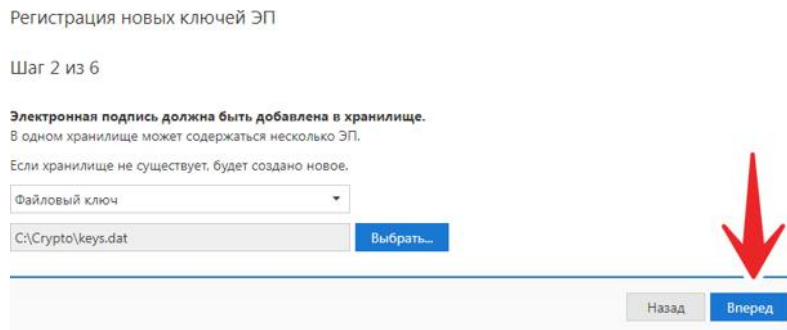 Регистрация новых ключей ЭП
Шаг 2 из 6
Электронная подпись должна быть добавлена в хранилище.
В одном хранилище может содержаться несколько ЭП.
Если хранилище не существует, будет создано новое.
Файловый ключ
C:\Crypto\keys.dat
Выбрать...
Назад
Вперед